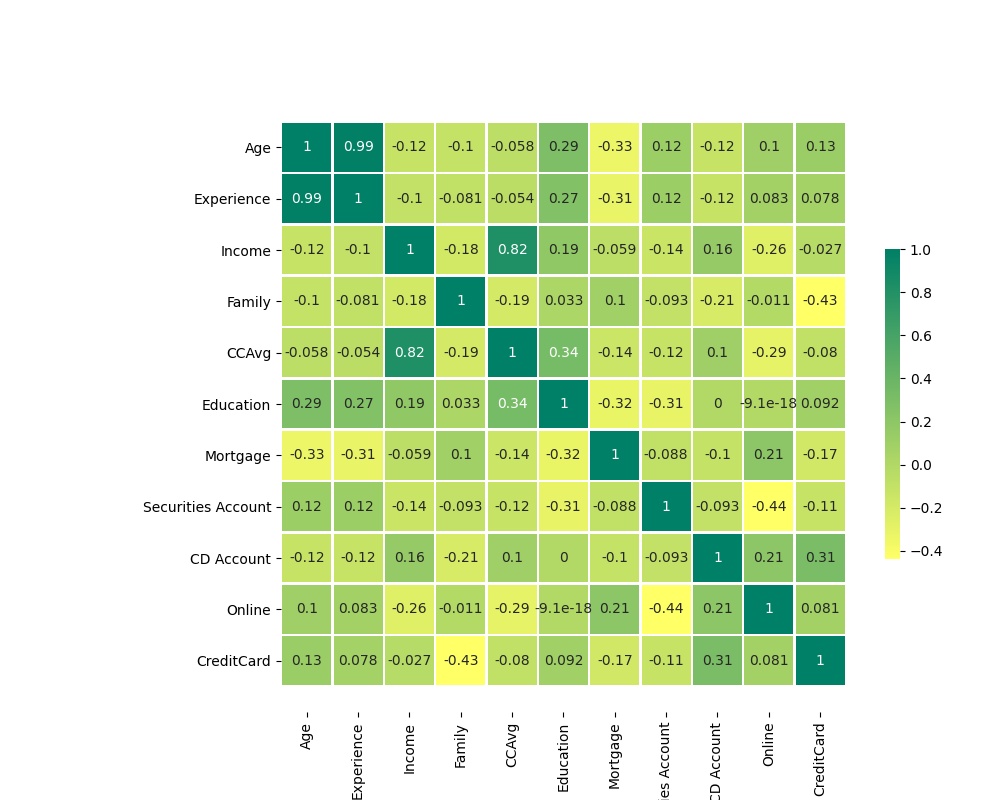 Age 1 0.99 -0.12 -0.1 -0.058 0.29 -0.33 0.12 -0.12 0.1 0.13
Experience 0.99 1 -0.1 -0.081 -0.054 0.27 -0.31 0.12 -0.12 0.083 0.078
Income -0.12 -0.1 1 -0.18 0.82 0.19 -0.059 -0.14 0.16 -0.26 -0.027
Family -0.1 -0.081 -0.18 1 -0.19 0.033 0.1 -0.093 -0.21 -0.011 -0.43
CCAvg -0.058 -0.054 0.82 -0.19 1 0.34 -0.14 -0.12 0.1 -0.29 -0.08
Education 0.29 0.27 0.19 0.033 0.34 1 -0.32 -0.31 0 -9.1e-18 0.092
Mortgage -0.33 -0.31 -0.059 0.1 -0.14 -0.32 1 -0.088 -0.1 0.21 -0.17
Securities Account 0.12 0.12 -0.14 -0.093 -0.12 -0.31 -0.088 1 -0.093 -0.44 -0.11
CD Account -0.12 -0.12 0.16 -0.21 0.1 0 -0.1 -0.093 1 0.21 0.31
Online 0.1 0.083 -0.26 -0.011 -0.29 -9.1e-18 0.21 -0.44 0.21 1 0.081
CreditCard 0.13 0.078 -0.027 -0.43 -0.08 0.092 -0.17 -0.11 0.31 0.081 1
Age
Experience
Income
Family
CCAvg
Education
Mortgage
ies Account
CD Account
Online
CreditCard
1.0
0.8
0.6
0.4
0.2
0.0
−0.2
−0.4